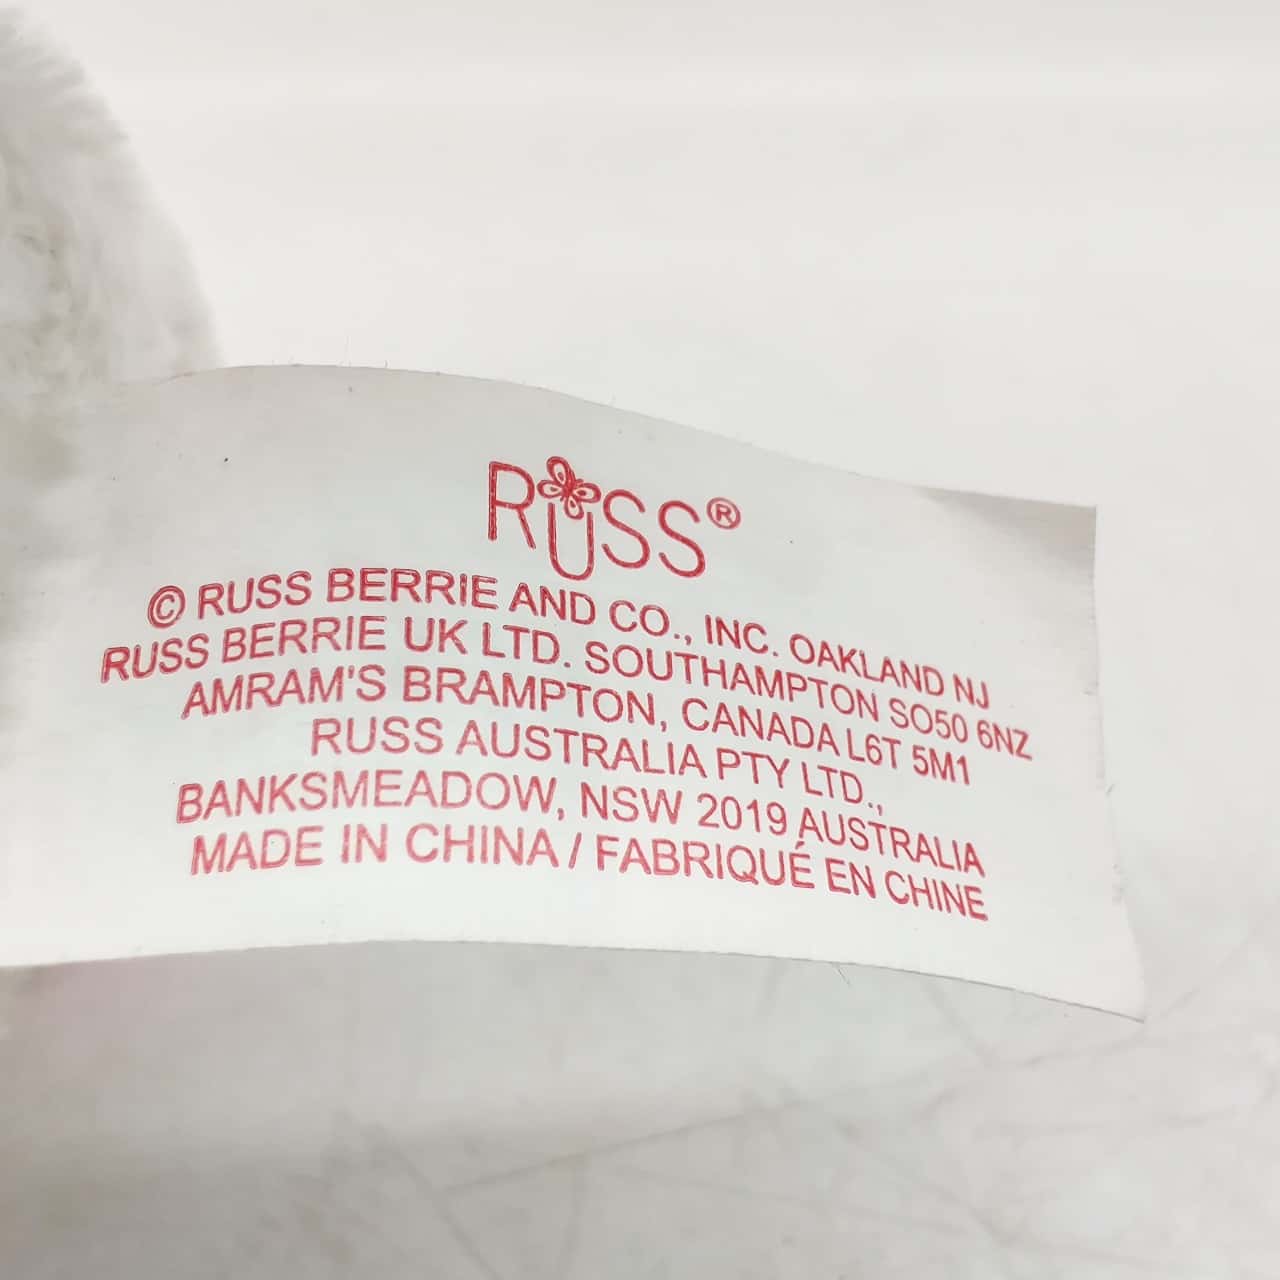 RUSS®
© RUSS BERRIE AND CO., INC. OAKLAND NJ
RUSS BERRIE UK LTD. SOUTHAMPTON SO50 6NZ
AMRAM'S BRAMPTON, CANADA L6T 5M1
RUSS AUSTRALIA PTY LTD.,
BANKSMEADOW, NSW 2019 AUSTRALIA
MADE IN CHINA / FABRIQUÉ EN CHINE